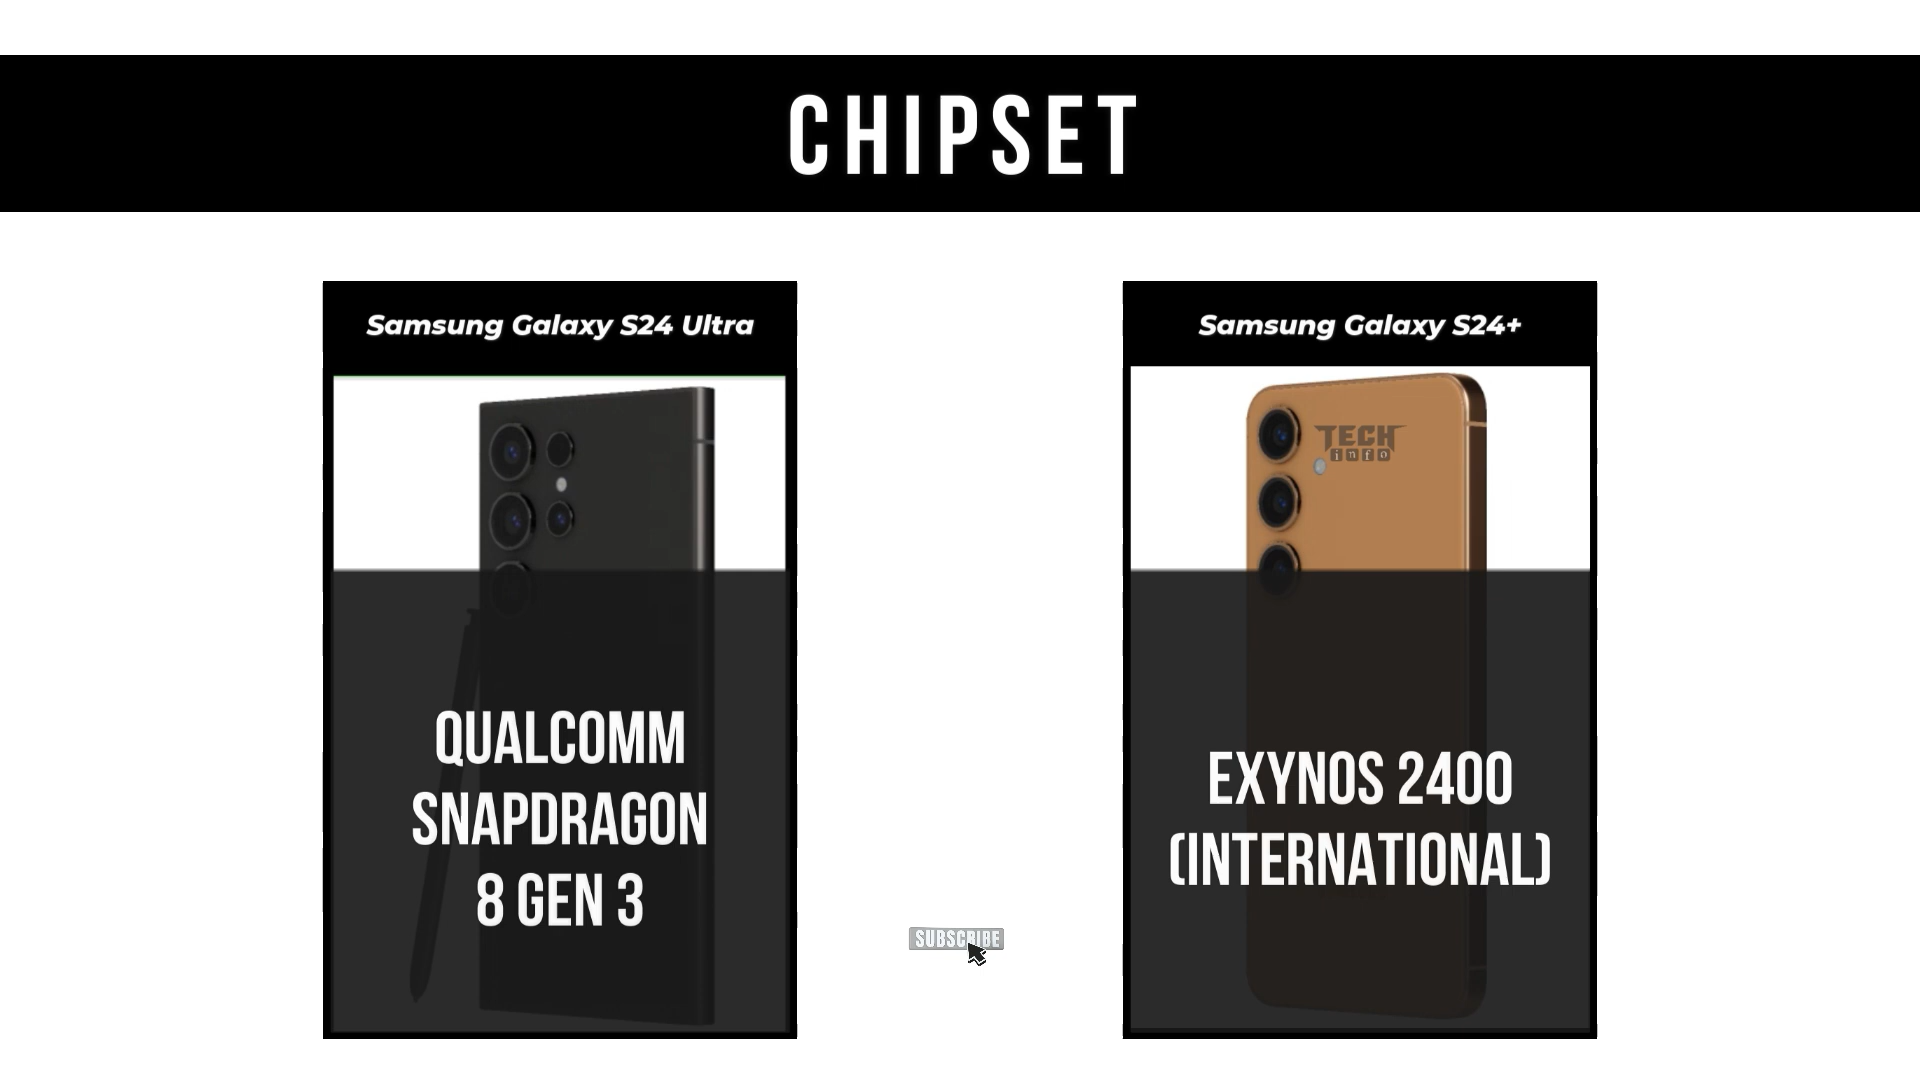 CHIPSET
Samsung Galaxy S24 Ultra
QUALCOMM
SNAPDRAGON
8 GEN 3
Samsung Galaxy S24+
TECH
info
EXYNOS 2400
(INTERNATIONAL)
SUBSCRIBE